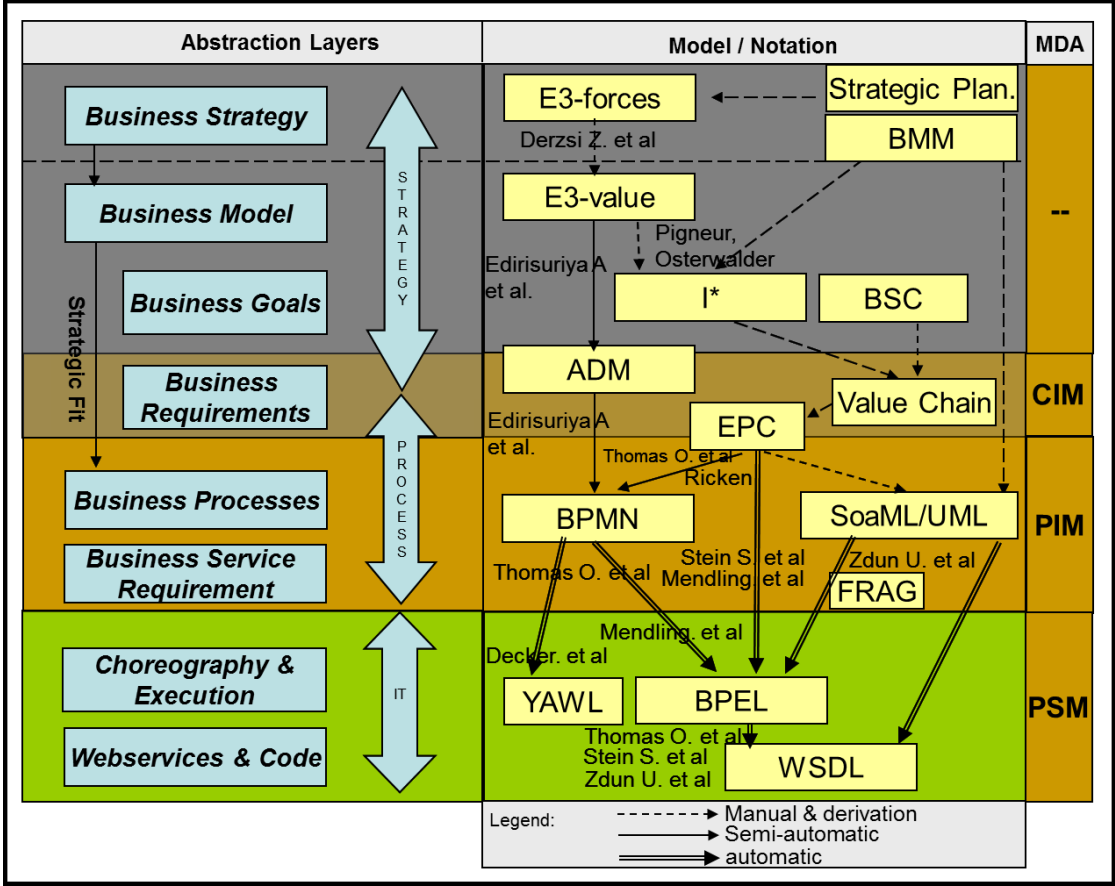 Abstraction Layers
Model / Notation
MDA
Business Strategy
Business Model
Business Goals
Strategic Fit
Business
Requirements
Business Processes
Business Service
Requirement
Choreography &
Execution
Webservices & Code
STRATEGY
PROCESS
IT
E3-forces
Strategic Plan.
BMM
Derzsi Z. et al
E3-value
Pigneur,
Osterwalder
Edirisuriya A
et al.
I*
BSC
ADM
Value Chain
EPC
Edirisuriya A
et al.
Thomas O. et al
Ricken
BPMN
SoaML/UML
Thomas O. et al
Stein S. et al
Mendling. et al
Zdun U. et al
FRAG
Mendling. et al
Decker. et al
YAWL
BPEL
Thomas O. et al
Stein S. et al
Zdun U. et al
WSDL
--
CIM
PIM
PSM
Legend:
Manual & derivation
Semi-automatic
automatic